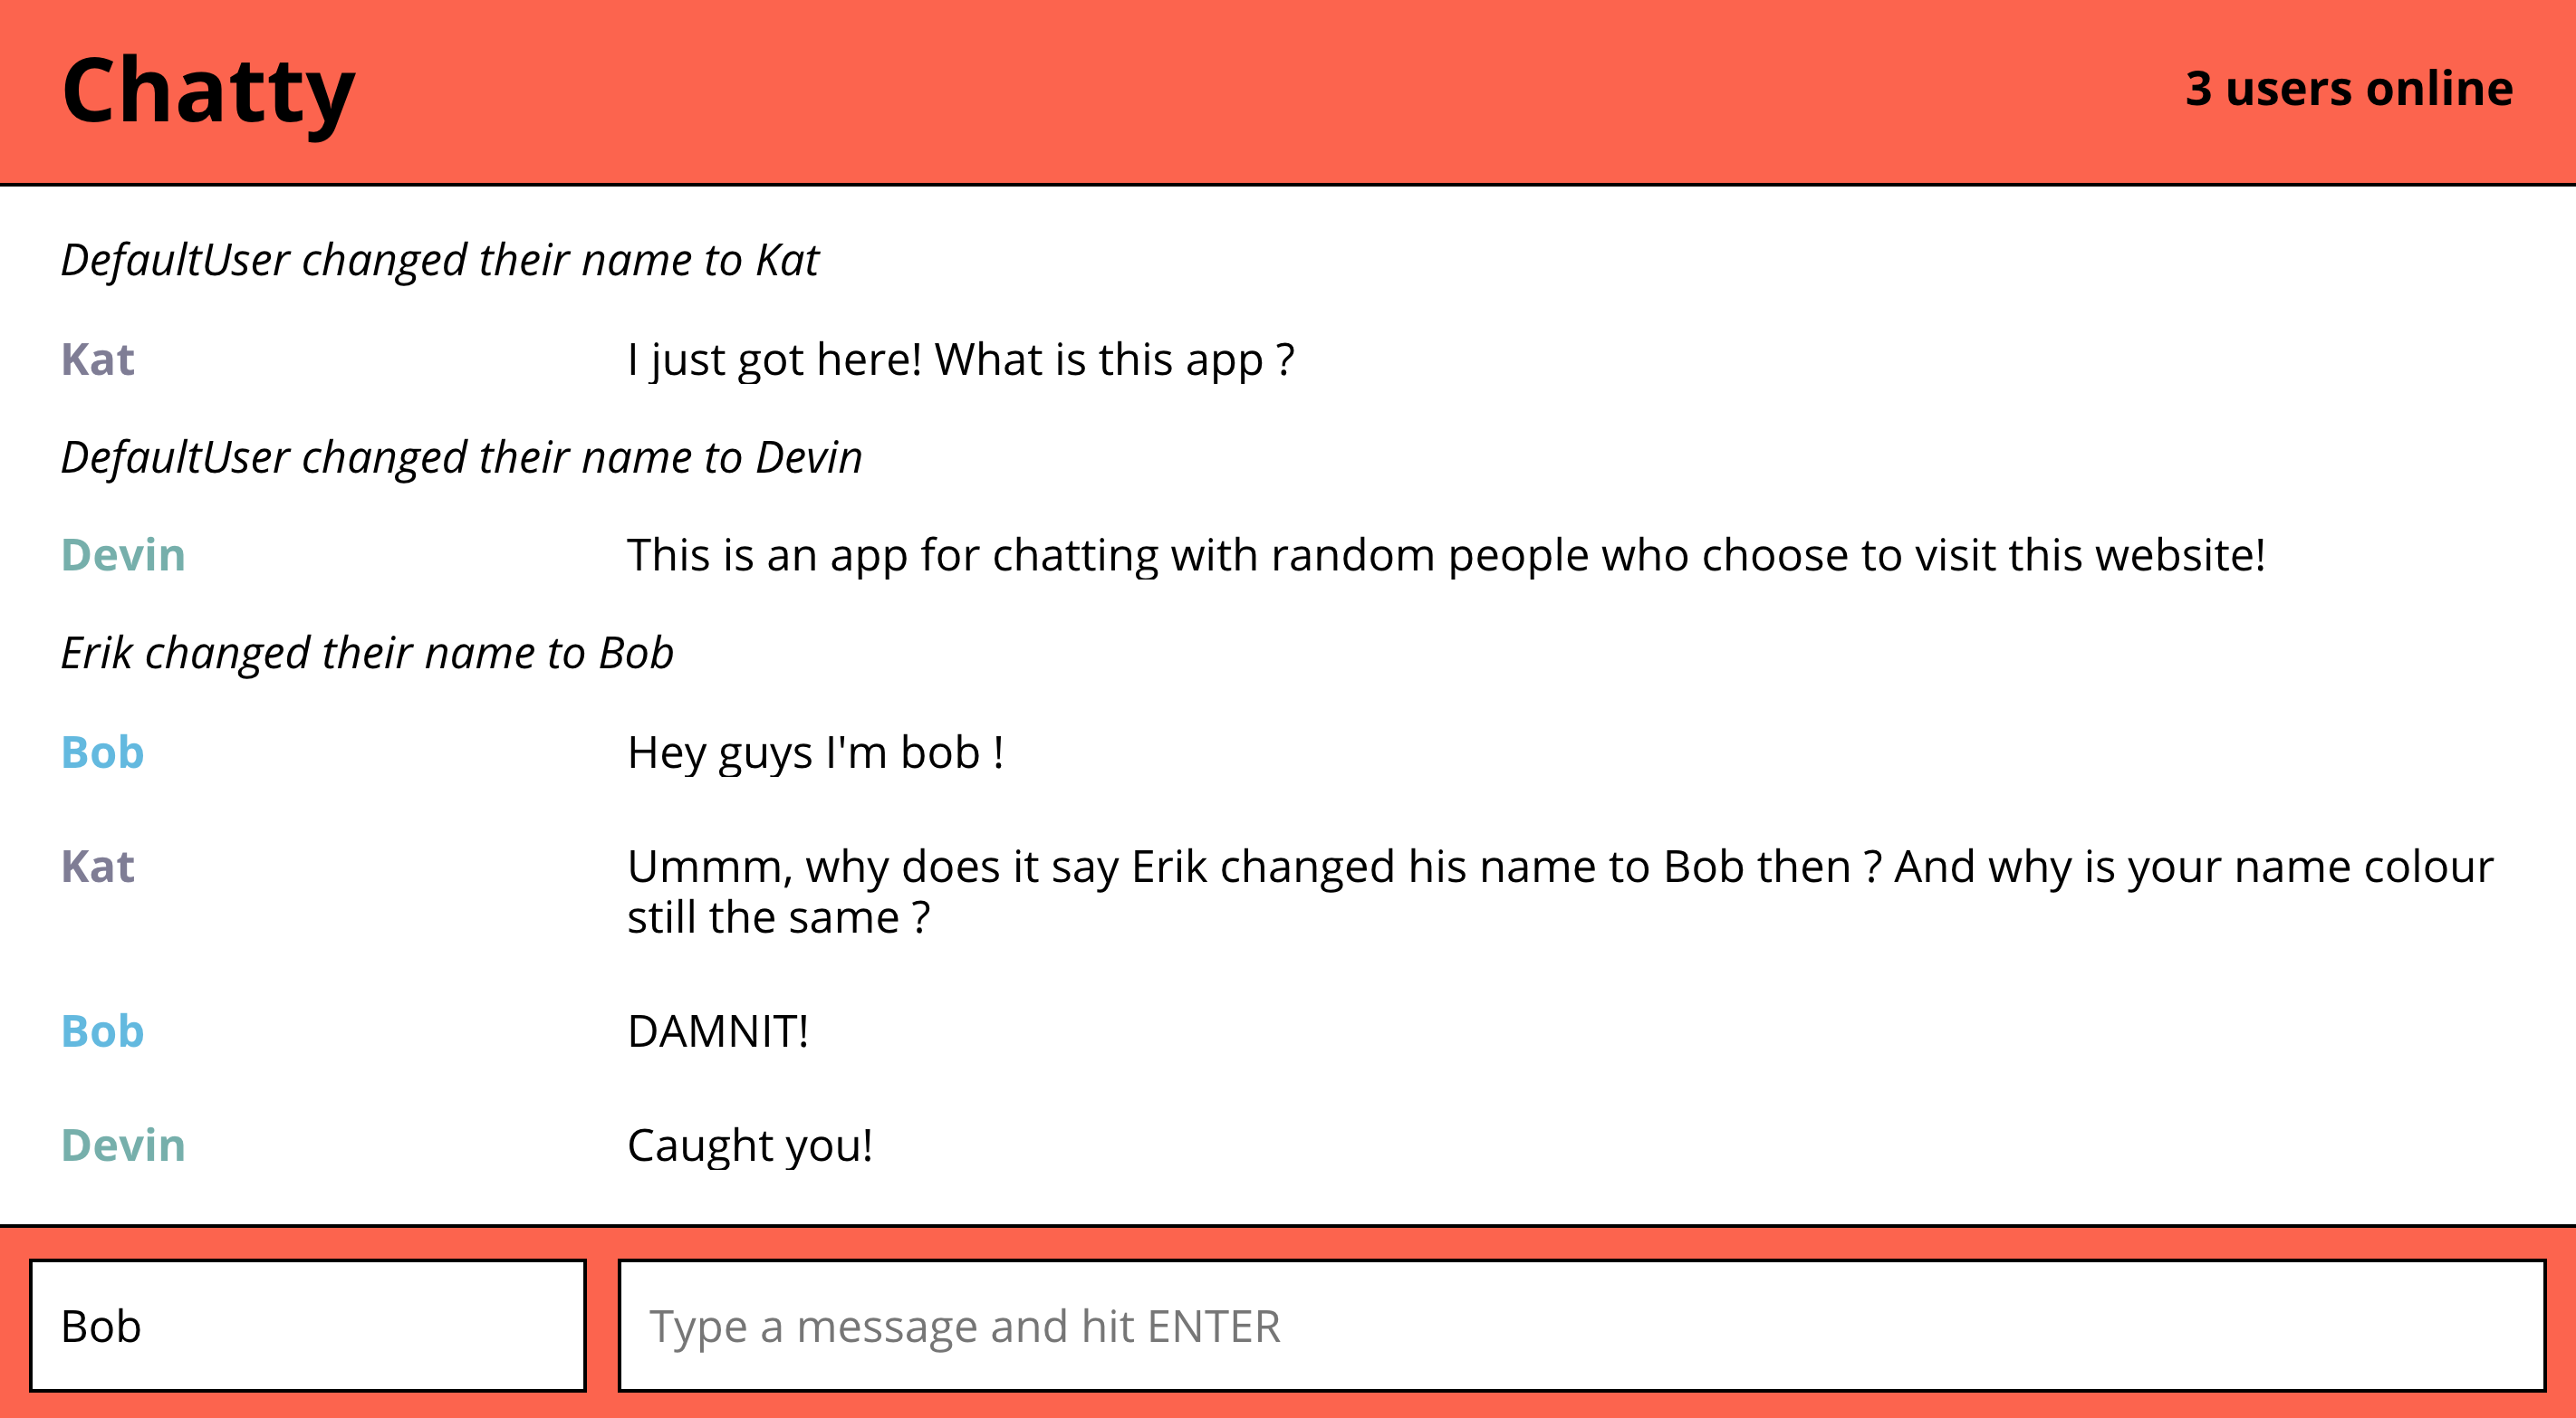 Chatty
3 users online
DefaultUser changed their name to Kat
Kat I just got here! What is this app ?
DefaultUser changed their name to Devin
Devin This is an app for chatting with random people who choose to visit this website!
Erik changed their name to Bob
Bob Hey guys I'm bob !
Kat Ummm, why does it say Erik changed his name to Bob then ? And why is your name colour
still the same ?
Bob DAMNIT!
Devin Caught you!
Bob Type a message and hit ENTER